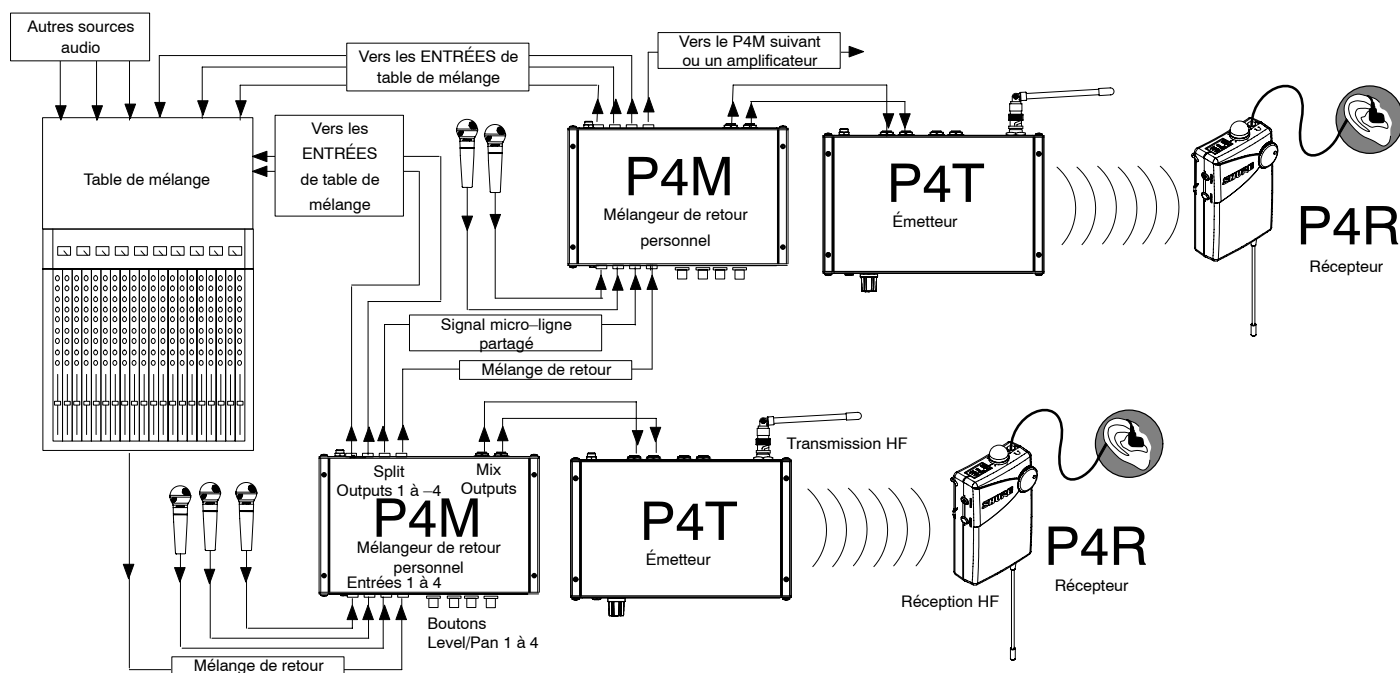 Autres sources
audio
Vers les ENTRÉES de
table de mélange
Vers le P4M suivant
ou un amplificateur
Vers les
ENTRÉES
de table de
mélange
Table de mélange
P4M
Mélangeur de retour
personnel
P4T
Émetteur
SHURE
P4R
Récepteur
Signal micro–ligne
partagé
Mélange de retour
Transmission HF
Split
Outputs 1 à –4
Mix
Outputs
P4M
Mélangeur de retour
personnel
Entrées 1 à 4
P4T
Émetteur
SHURE
P4R
Récepteur
Réception HF
Boutons
Level/Pan 1 à 4
Mélange de retour